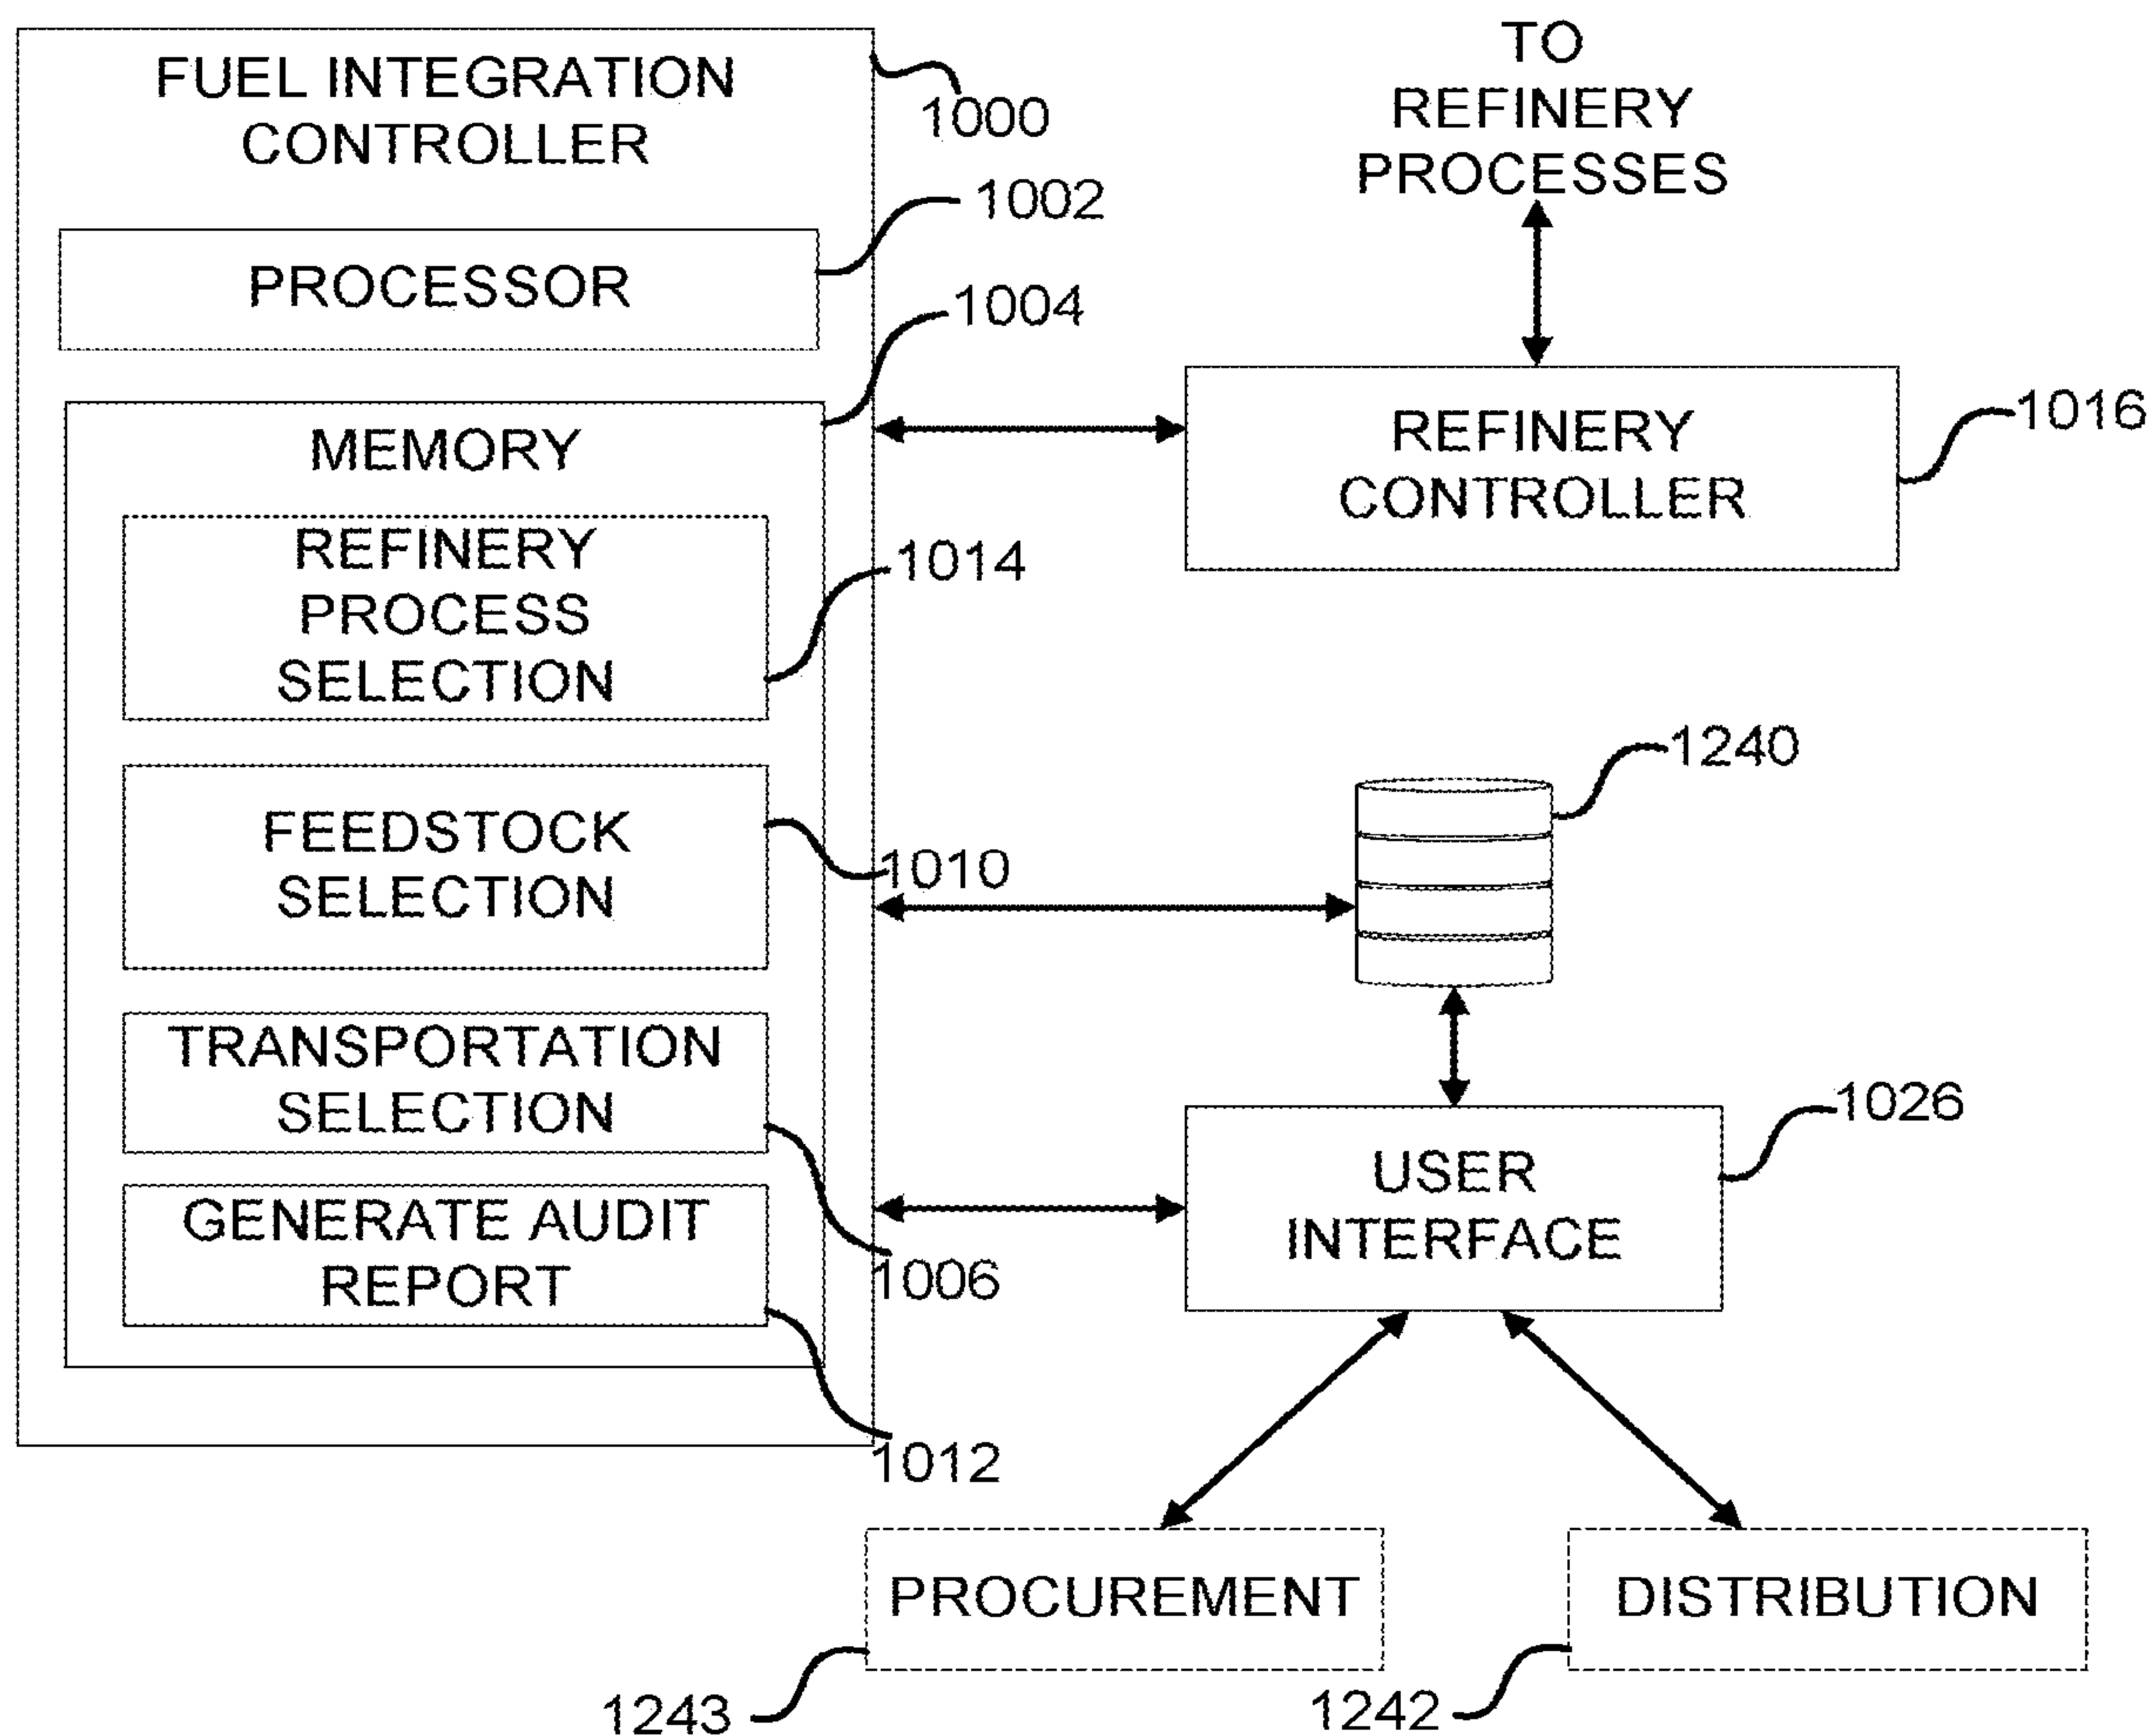 FUEL INTEGRATION
CONTROLLER
1000
PROCESSOR
1002
MEMORY
1004
REFINERY
PROCESS
SELECTION
1014
FEEDSTOCK
SELECTION
1010
TRANSPORTATION
SELECTION
1006
GENERATE AUDIT
REPORT
1012
TO
REFINERY
PROCESSES
REFINERY
CONTROLLER
1016
1240
USER
INTERFACE
1026
PROCUREMENT
1243
DISTRIBUTION
1242